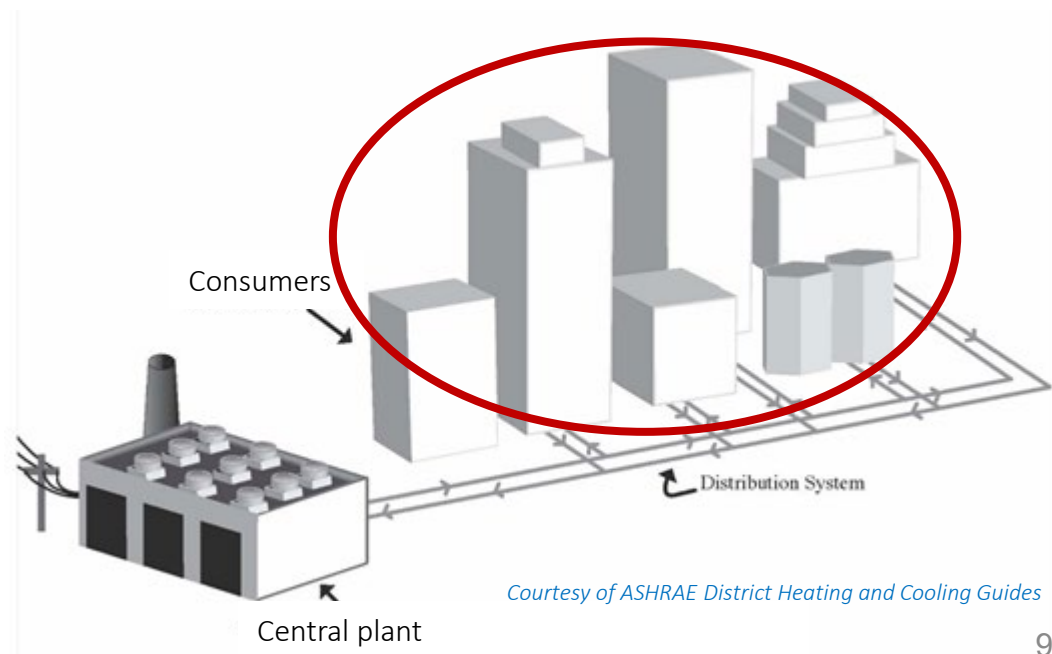 Consumers
Distribution System
Courtesy of ASHRAE District Heating and Cooling Guides
Central plant
9